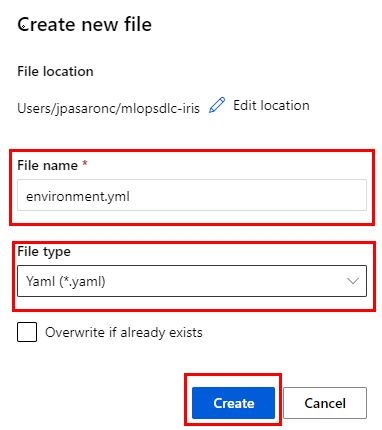 Create new file
File location
Users/jpasaronc/mlopsdlc-iris Edit location
File name *
environment.yml
File type
Yaml (*.yaml)
Overwrite if already exists
Create Cancel